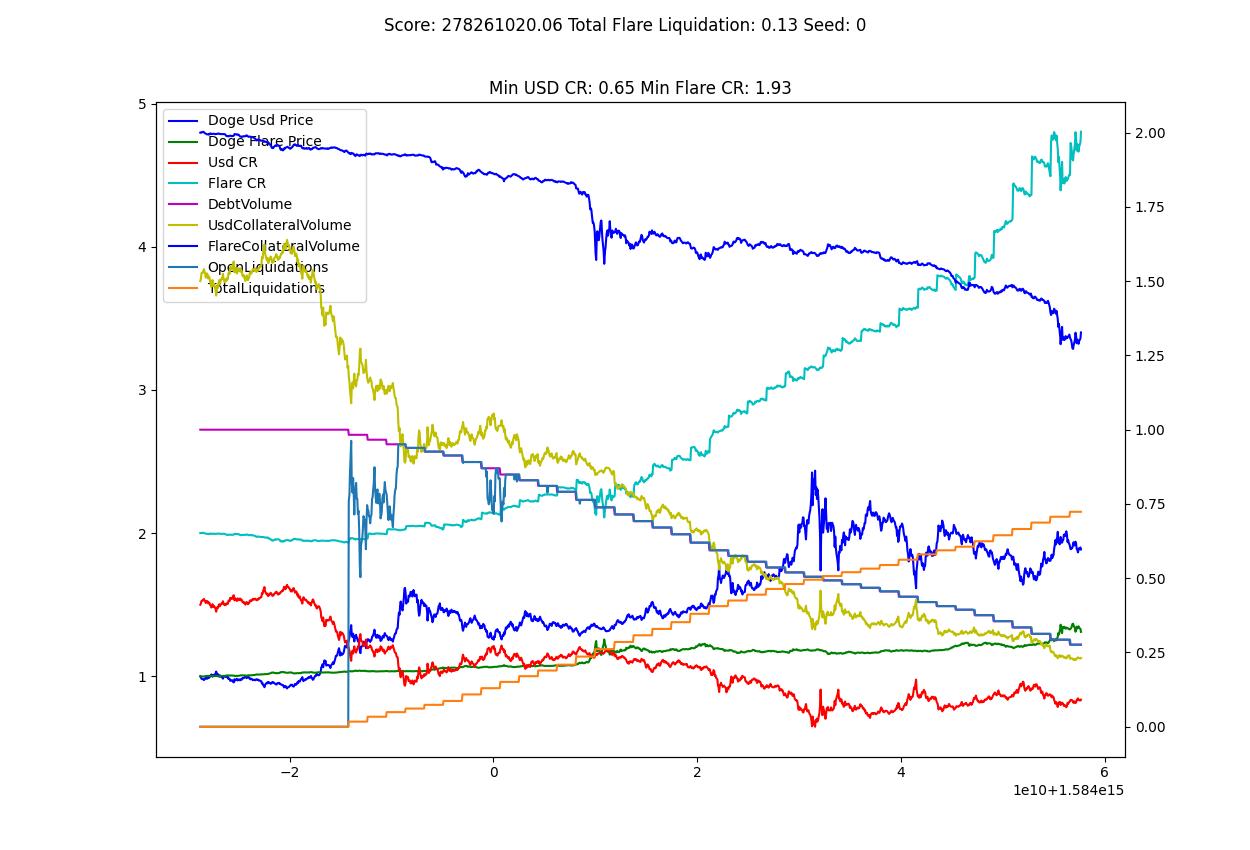 Score: 278261020.06 Total Flare Liquidation: 0.13 Seed: 0
Min USD CR: 0.65 Min Flare CR: 1.93
Doge Usd Price
Doge Flare Price
Usd CR
Flare CR
DebtVolume
UsdCollateralVolume
FlareCollateralVolume
OpenLiquidations
TotalLiquidations
5
4
3
2
1
2.00
1.75
1.50
1.25
1.00
0.75
0.50
0.25
0.00
−2 0 2 4 6
1e10+1.584e15